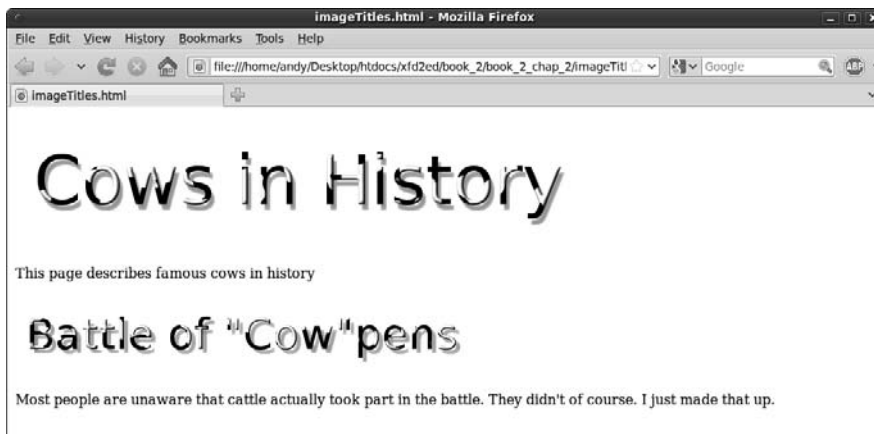 imageTitles.html - Mozilla Firefox
File Edit View History Bookmarks Tools Help
file:///home/andy/Desktop/htdocs/xfd2ed/book_2/book_2_chap_2/imageTitl Google ABP
imageTitles.html
Cows in History
This page describes famous cows in history
Battle of "Cow"pens
Most people are unaware that cattle actually took part in the battle. They didn't of course. I just made that up.